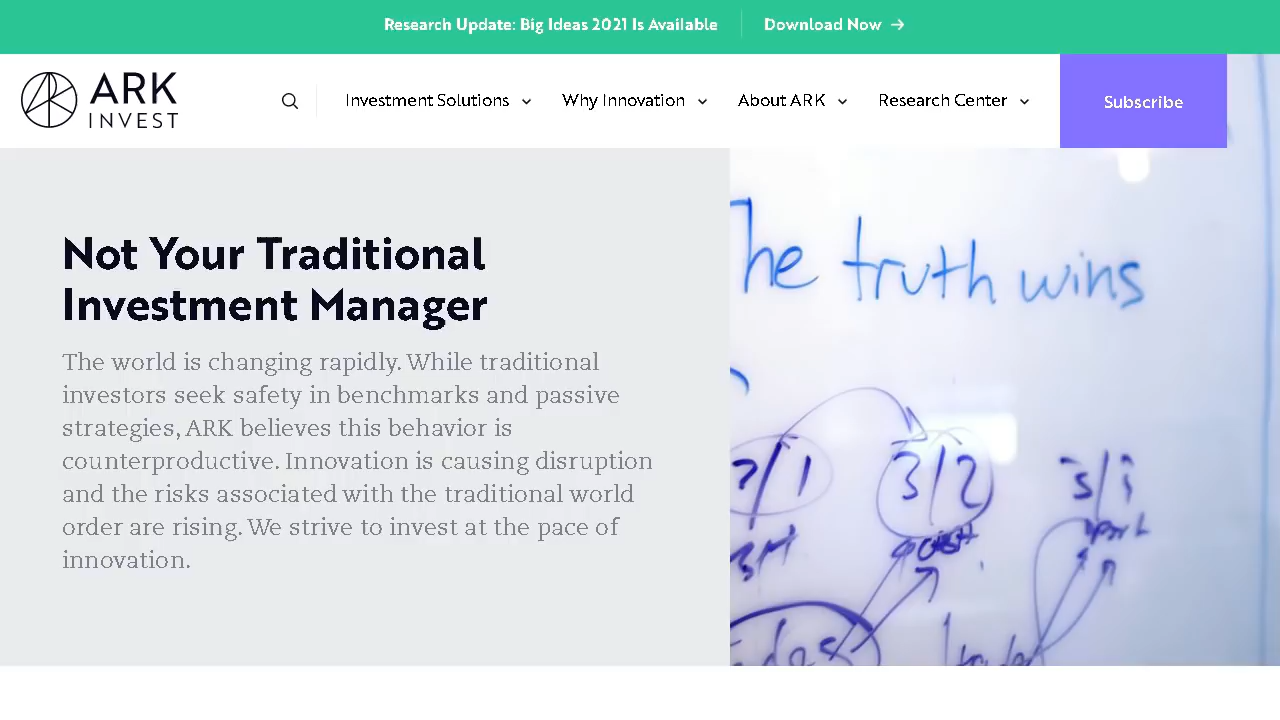 Research Update: Big Ideas 2021 Is Available
Download Now →
ARK
INVEST
Investment Solutions
Why Innovation
About ARK
Research Center
Subscribe
Not Your Traditional
Investment Manager
The world is changing rapidly. While traditional
investors seek safety in benchmarks and passive
strategies, ARK believes this behavior is
counterproductive. Innovation is causing disruption
and the risks associated with the traditional world
order are rising. We strive to invest at the pace of
innovation.
truth wins
3/2